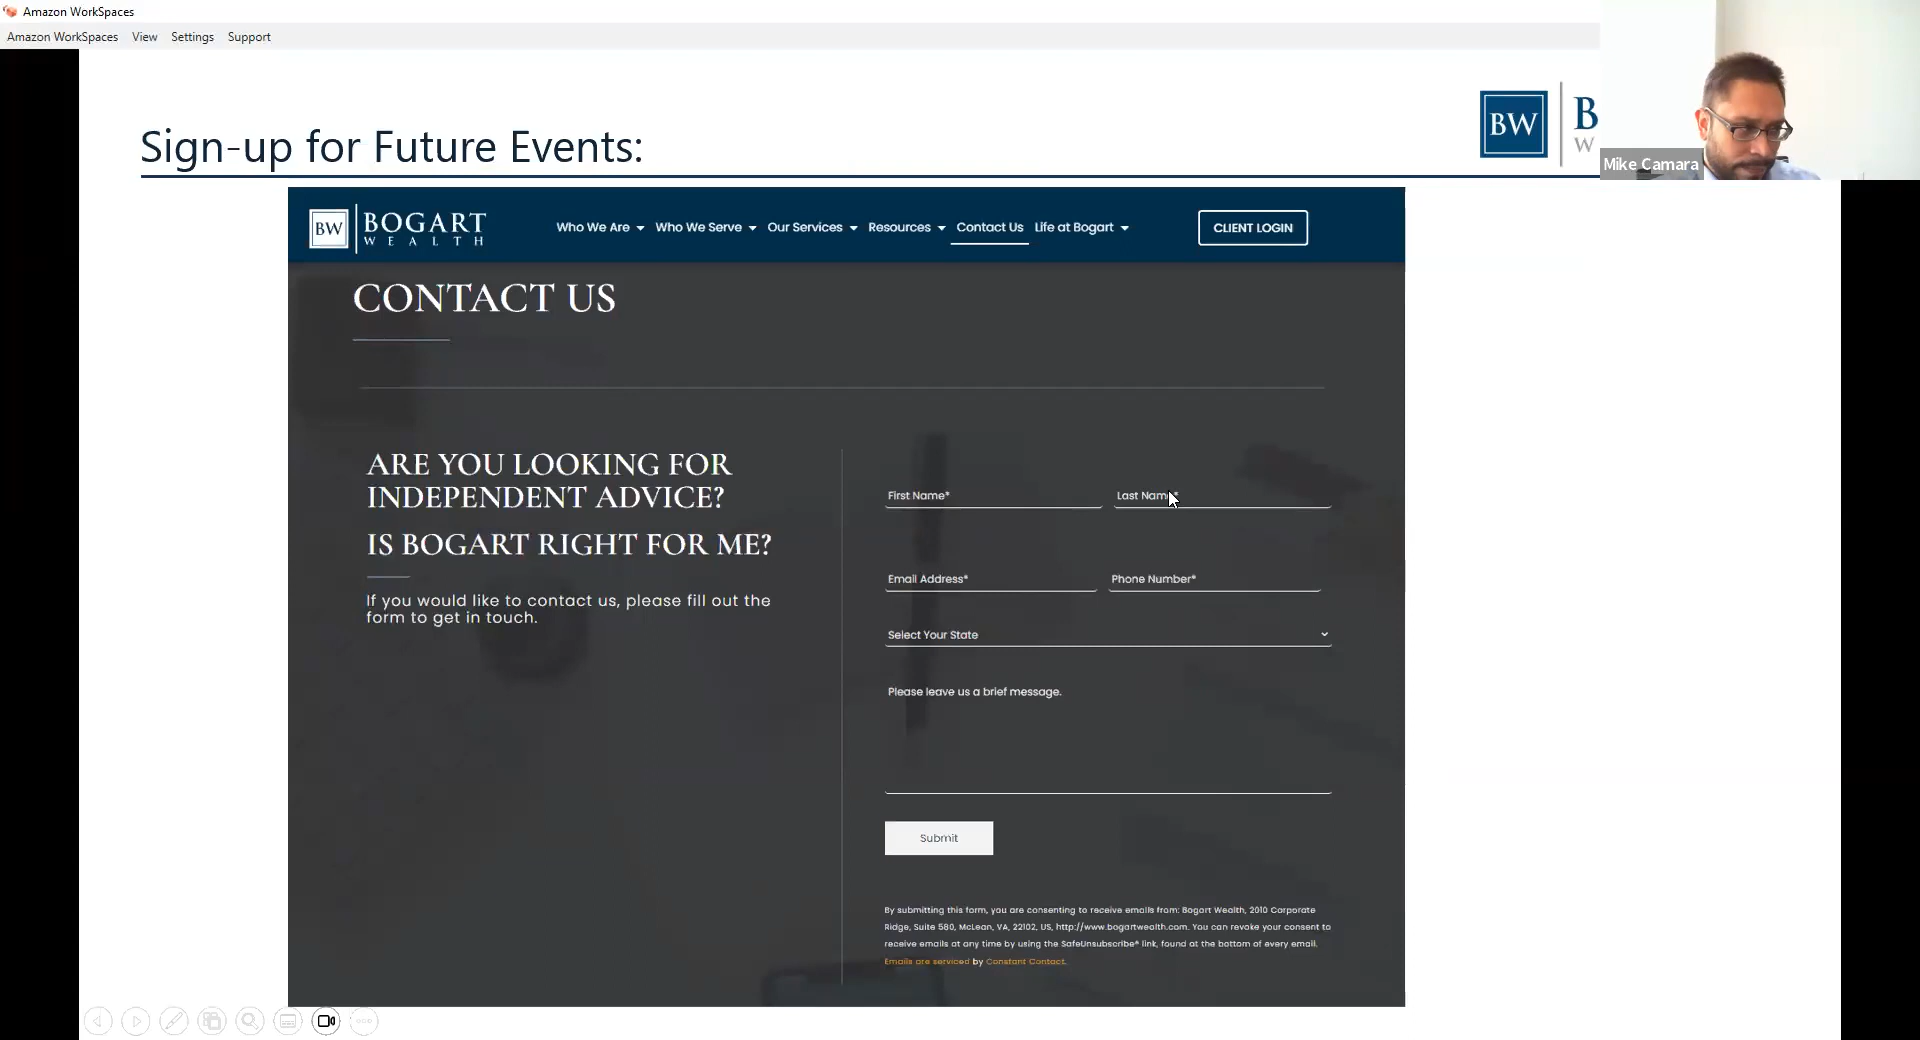 Amazon WorkSpaces
Amazon WorkSpaces View Settings Support
Sign-up for Future Events:
BW B
W
Mike Camara
BW BOGART
WEALTH
Who We Are Who We Serve Our Services Resources Contact Us Life at Bogart CLIENT LOGIN
CONTACT US
ARE YOU LOOKING FOR
INDEPENDENT ADVICE?
IS BOGART RIGHT FOR ME?
If you would like to contact us, please fill out the
form to get in touch.
First Name* Last Name*
Email Address* Phone Number*
Select Your State
Please leave us a brief message.
Submit
By submitting this form, you are consenting to receive emails from: Bogart Wealth, 2010 Corporate
Ridge, Suite 580, McLean, VA, 22102, US, http://www.bogartwealth.com. You can revoke your consent to
receive emails at any time by using the SafeUnsubscribe® link, found at the bottom of every email.
Emails are serviced by Constant Contact.